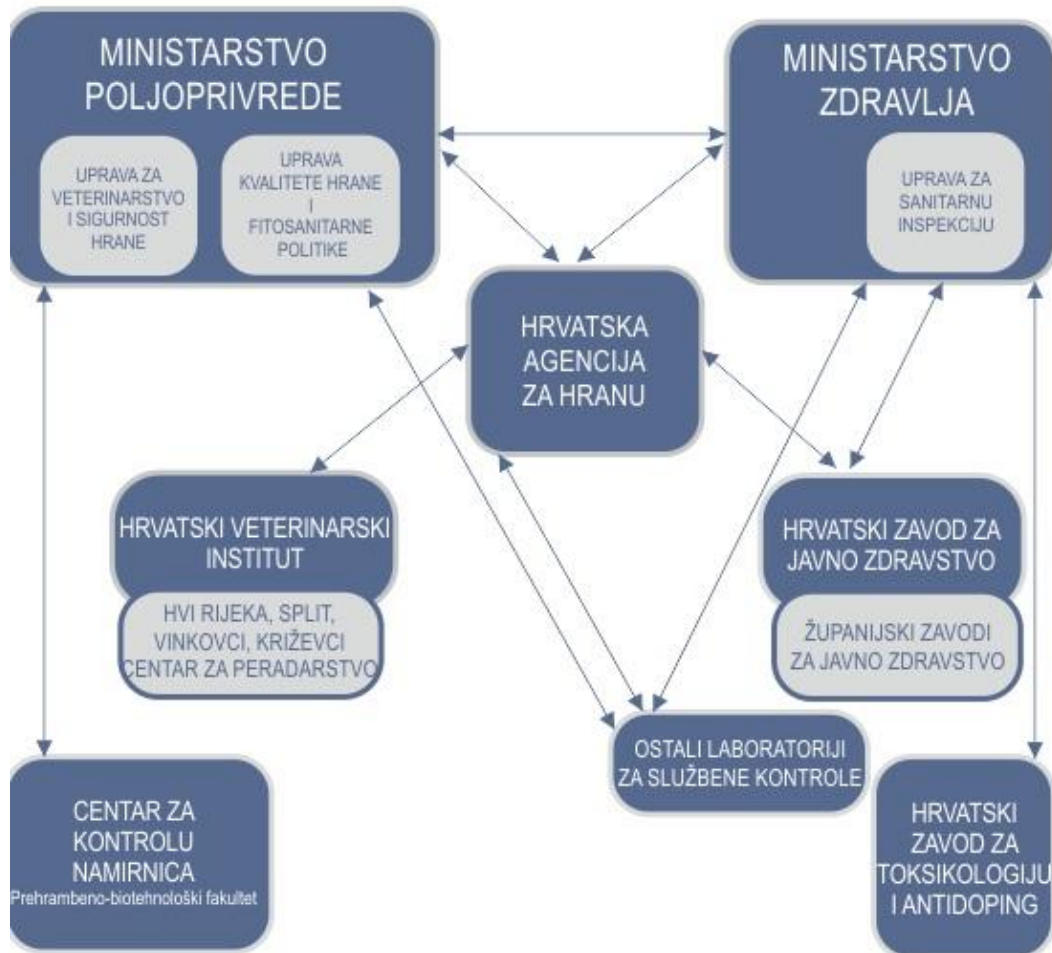 MINISTARSTVO
POLJOPRIVREDE
UPRAVA ZA
VETERINARSTVO
I SIGURNOST
HRANE
UPRAVA
KVALITETE HRANE
I
FITOSANITARNE
POLITIKE
MINISTARSTVO
ZDRAVLJA
UPRAVA ZA
SANITARNU
INSPEKCIJU
HRVATSKA
AGENCIJA
ZA HRANU
HRVATSKI VETERINARSKI
INSTITUT
HVI RIJEKA, SPLIT,
VINKOVCI, KRIŽEVCI
CENTAR ZA PERADARSTVO
HRVATSKI ZAVOD ZA
JAVNO ZDRAVSTVO
ŽUPANIJSKI ZAVODI
ZA JAVNO ZDRAVSTVO
OSTALI LABORATORIJI
ZA SLUŽBENE KONTROLE
CENTAR ZA
KONTROLU
NAMIRNICA
Prehrambeno-biotehnološki fakultet
HRVATSKI
ZAVOD ZA
TOKSIKOLOGIJU
I ANTIDOPING